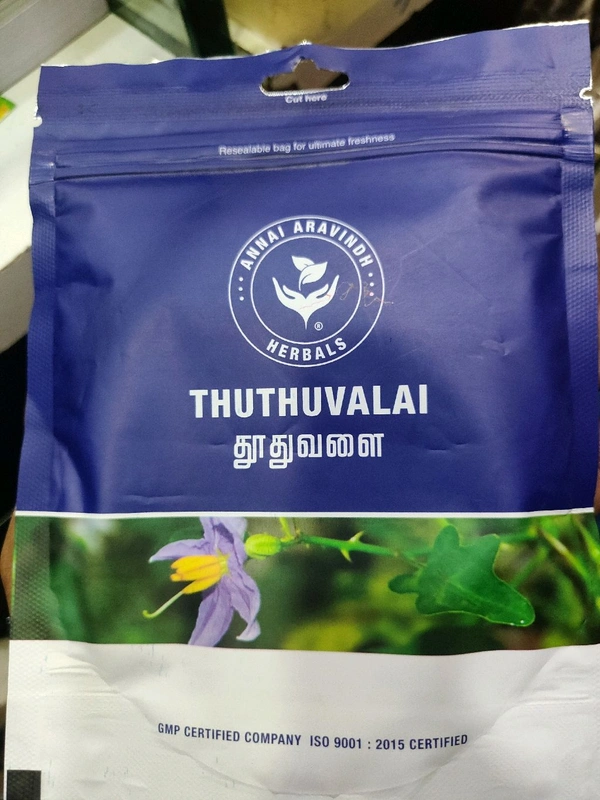 Cut here
Resealable bag for ultimate freshness
ANNAI ARAVINDH
HERBALS
®
THUTHUVALAI
தூதுவளை
GMP CERTIFIED COMPANY ISO 9001 : 2015 CERTIFIED